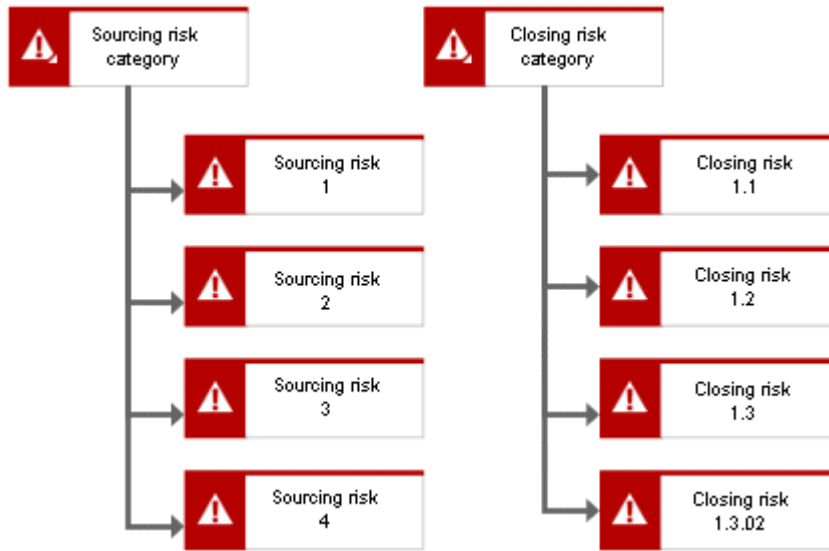 Sourcing risk
category
Closing risk
category
Sourcing risk
1
Closing risk
1.1
Sourcing risk
2
Closing risk
1.2
Sourcing risk
3
Closing risk
1.3
Sourcing risk
4
Closing risk
1.3.02